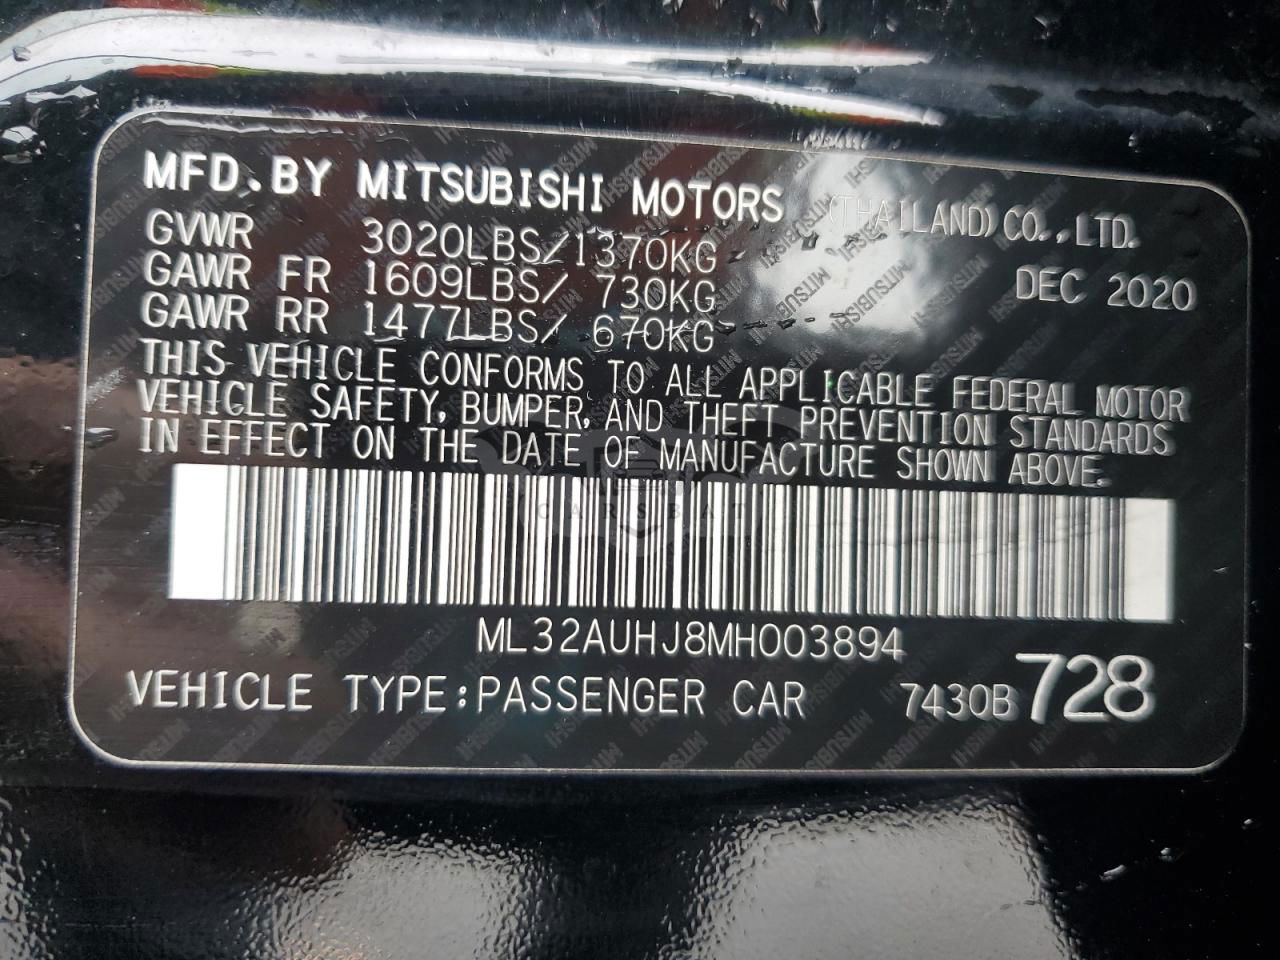 MFD.BY MITSUBISHI MOTORS (THAILAND)CO.,LTD.
GVWR 3020LBS/1370KG
DEC 2020
GAWR FR 1609LBS/ 730KG
GAWR RR 1477LBS/ 670KG
THIS VEHICLE CONFORMS TO ALL APPLICABLE FEDERAL MOTOR
VEHICLE SAFETY, BUMPER, AND THEFT PREVENTION STANDARDS
IN EFFECT ON THE DATE OF MANUFACTURE SHOWN ABOVE.
CARSBAT
ML32AUHJ8MH003894
VEHICLE TYPE:PASSENGER CAR 7430B728